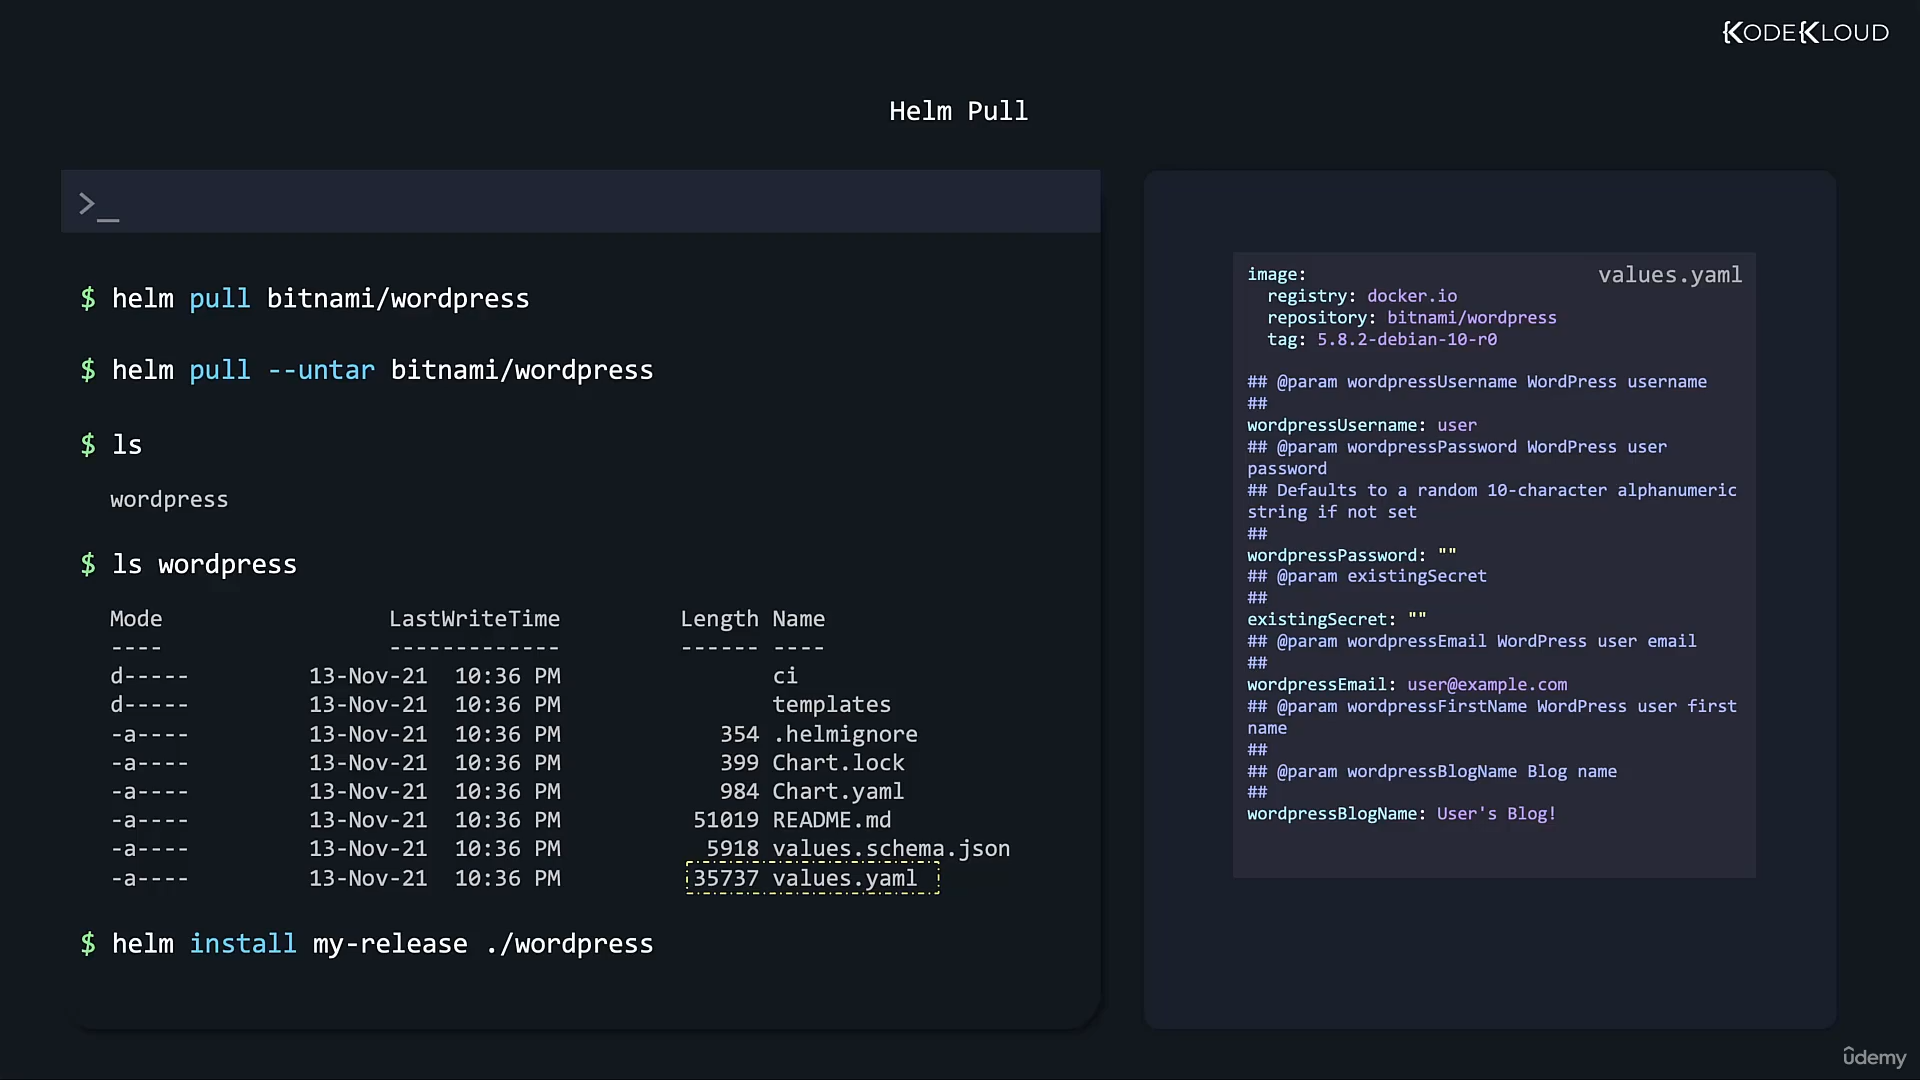 KODEKLOUD
Helm Pull
>_
$ helm pull bitnami/wordpress
$ helm pull --untar bitnami/wordpress
$ ls
wordpress
$ ls wordpress
Mode LastWriteTime Length Name
---- ------------- ------ ----
d----- 13-Nov-21 10:36 PM ci
d----- 13-Nov-21 10:36 PM templates
-a---- 13-Nov-21 10:36 PM 354 .helmignore
-a---- 13-Nov-21 10:36 PM 399 Chart.lock
-a---- 13-Nov-21 10:36 PM 984 Chart.yaml
-a---- 13-Nov-21 10:36 PM 51019 README.md
-a---- 13-Nov-21 10:36 PM 5918 values.schema.json
-a---- 13-Nov-21 10:36 PM 35737 values.yaml
$ helm install my-release ./wordpress
values.yaml
image:
  registry: docker.io
  repository: bitnami/wordpress
  tag: 5.8.2-debian-10-r0
## @param wordpressUsername WordPress username
##
wordpressUsername: user
## @param wordpressPassword WordPress user
password
## Defaults to a random 10-character alphanumeric
string if not set
##
wordpressPassword: ""
## @param existingSecret
##
existingSecret: ""
## @param wordpressEmail WordPress user email
##
wordpressEmail: user@example.com
## @param wordpressFirstName WordPress user first
name
##
## @param wordpressBlogName Blog name
##
wordpressBlogName: User's Blog!
ûdemy